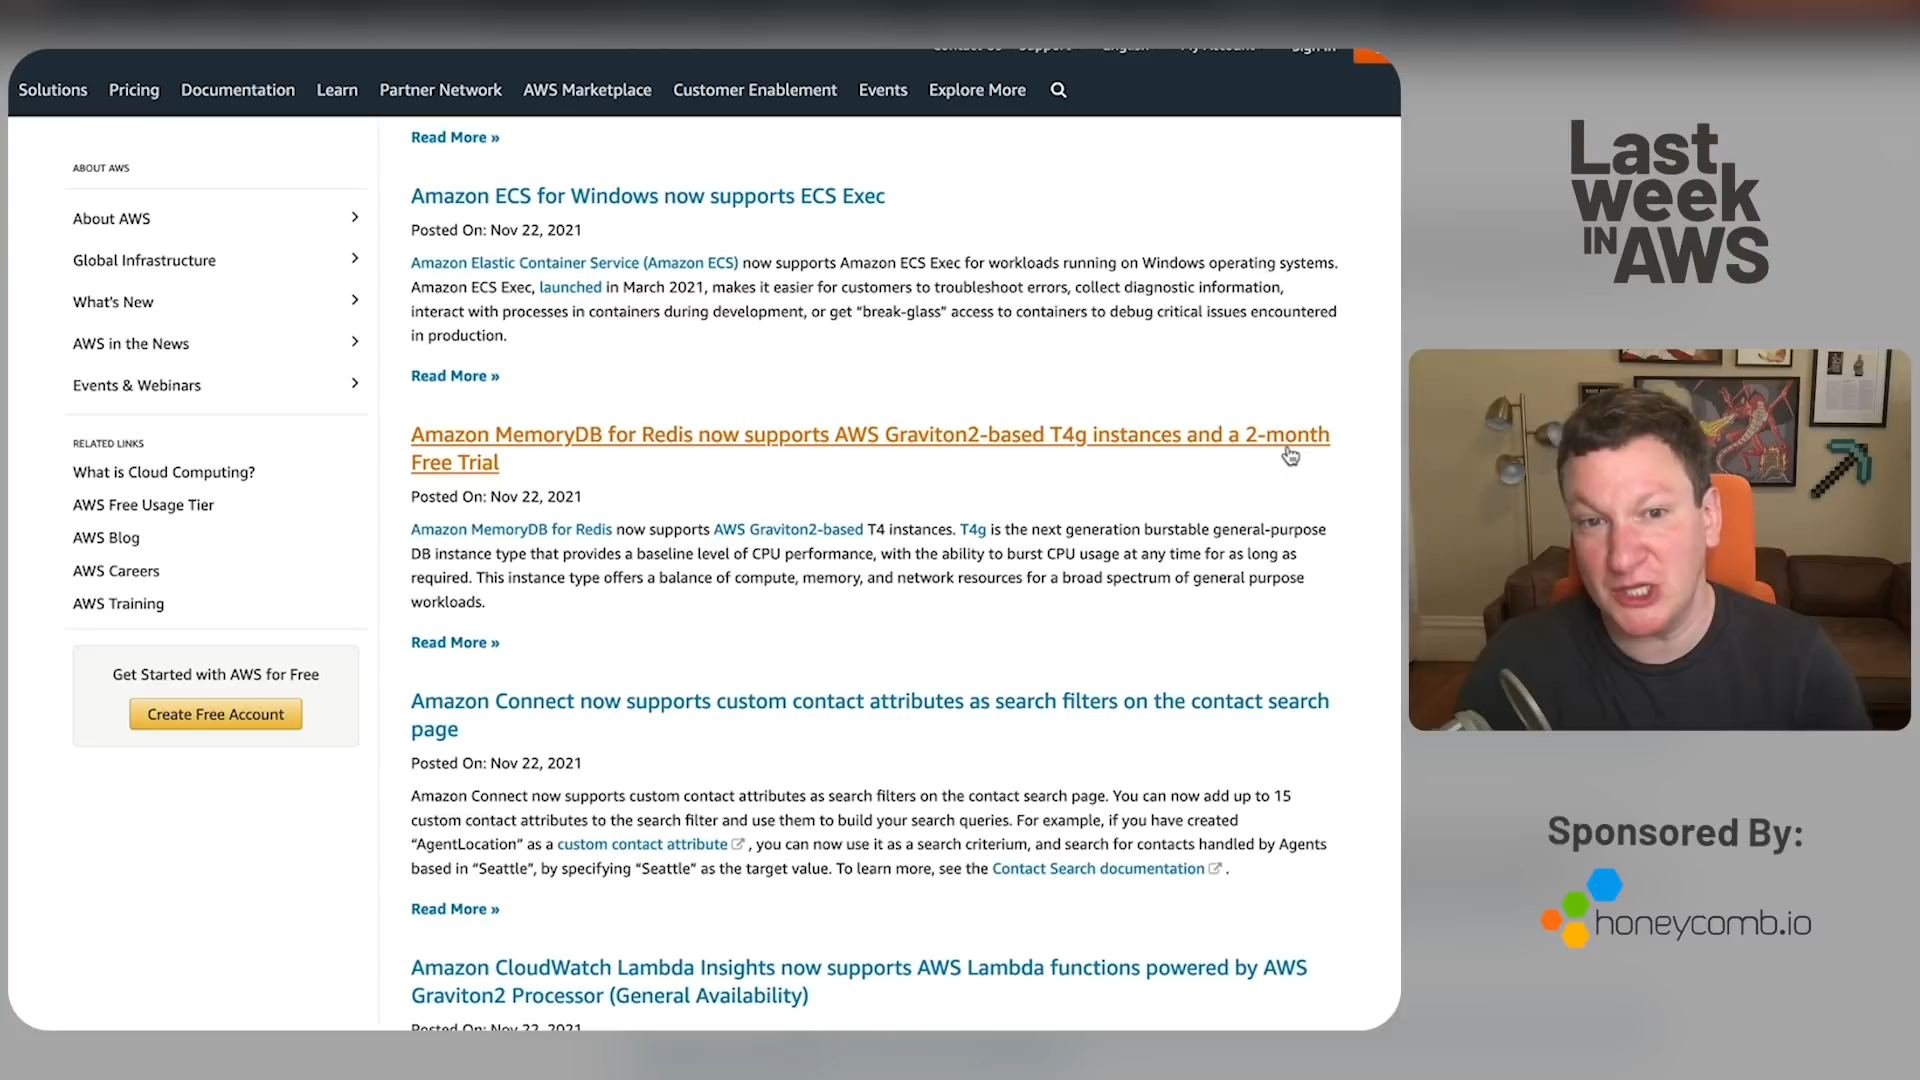 Contact Us Support English My Account Sign In
Solutions Pricing Documentation Learn Partner Network AWS Marketplace Customer Enablement Events Explore More
ABOUT AWS
About AWS
Global Infrastructure
What's New
AWS in the News
Events & Webinars
RELATED LINKS
What is Cloud Computing?
AWS Free Usage Tier
AWS Blog
AWS Careers
AWS Training
Get Started with AWS for Free
Create Free Account
Read More »
Amazon ECS for Windows now supports ECS Exec
Posted On: Nov 22, 2021
Amazon Elastic Container Service (Amazon ECS) now supports Amazon ECS Exec for workloads running on Windows operating systems.
Amazon ECS Exec, launched in March 2021, makes it easier for customers to troubleshoot errors, collect diagnostic information,
interact with processes in containers during development, or get “break-glass” access to containers to debug critical issues encountered
in production.
Read More »
Amazon MemoryDB for Redis now supports AWS Graviton2-based T4g instances and a 2-month
Free Trial
Posted On: Nov 22, 2021
Amazon MemoryDB for Redis now supports AWS Graviton2-based T4 instances. T4g is the next generation burstable general-purpose
DB instance type that provides a baseline level of CPU performance, with the ability to burst CPU usage at any time for as long as
required. This instance type offers a balance of compute, memory, and network resources for a broad spectrum of general purpose
workloads.
Read More »
Amazon Connect now supports custom contact attributes as search filters on the contact search
page
Posted On: Nov 22, 2021
Amazon Connect now supports custom contact attributes as search filters on the contact search page. You can now add up to 15
custom contact attributes to the search filter and use them to build your search queries. For example, if you have created
“AgentLocation” as a custom contact attribute , you can now use it as a search criterium, and search for contacts handled by Agents
based in “Seattle”, by specifying “Seattle” as the target value. To learn more, see the Contact Search documentation .
Read More »
Amazon CloudWatch Lambda Insights now supports AWS Lambda functions powered by AWS
Graviton2 Processor (General Availability)
Posted On: Nov 22, 2021
Last
week
IN AWS
Sponsored By:
honeycomb.io